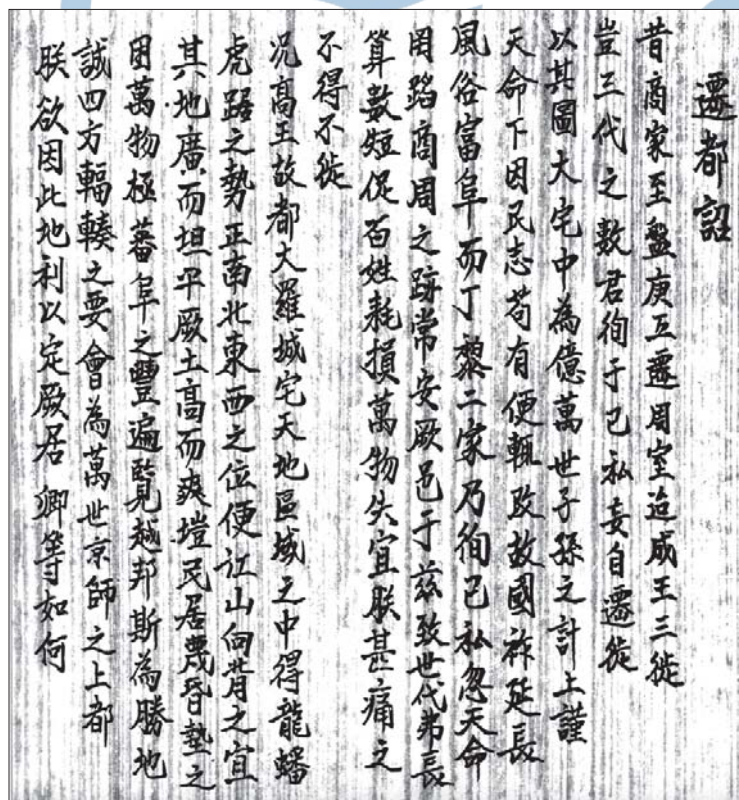 遷都詔
昔商家至盤庚五遷周室迨成王三徙
豈三代之數君徇于己私妄自遷徙
以其圖大宅中為億萬世子孫之計上謹
天命下因民志苟有便輒改故國祚延長
風俗富阜而丁黎二家乃徇己私忽天命
罔蹈商周之跡常安厥邑于茲致世代弗長
算數短促百姓耗損萬物失宜朕甚痛之
不得不徙
況高王故都大羅城宅天地區域之中得龍蟠
虎踞之勢正南北東西之位便江山向背之宜
其地廣而坦平厥土高而爽塏民居蔑昏墊之
困萬物極蕃阜之豐遍覽越邦斯為勝地
誠四方輻輳之要會為萬世京師之上都
朕欲因此地利以定厥居卿等如何